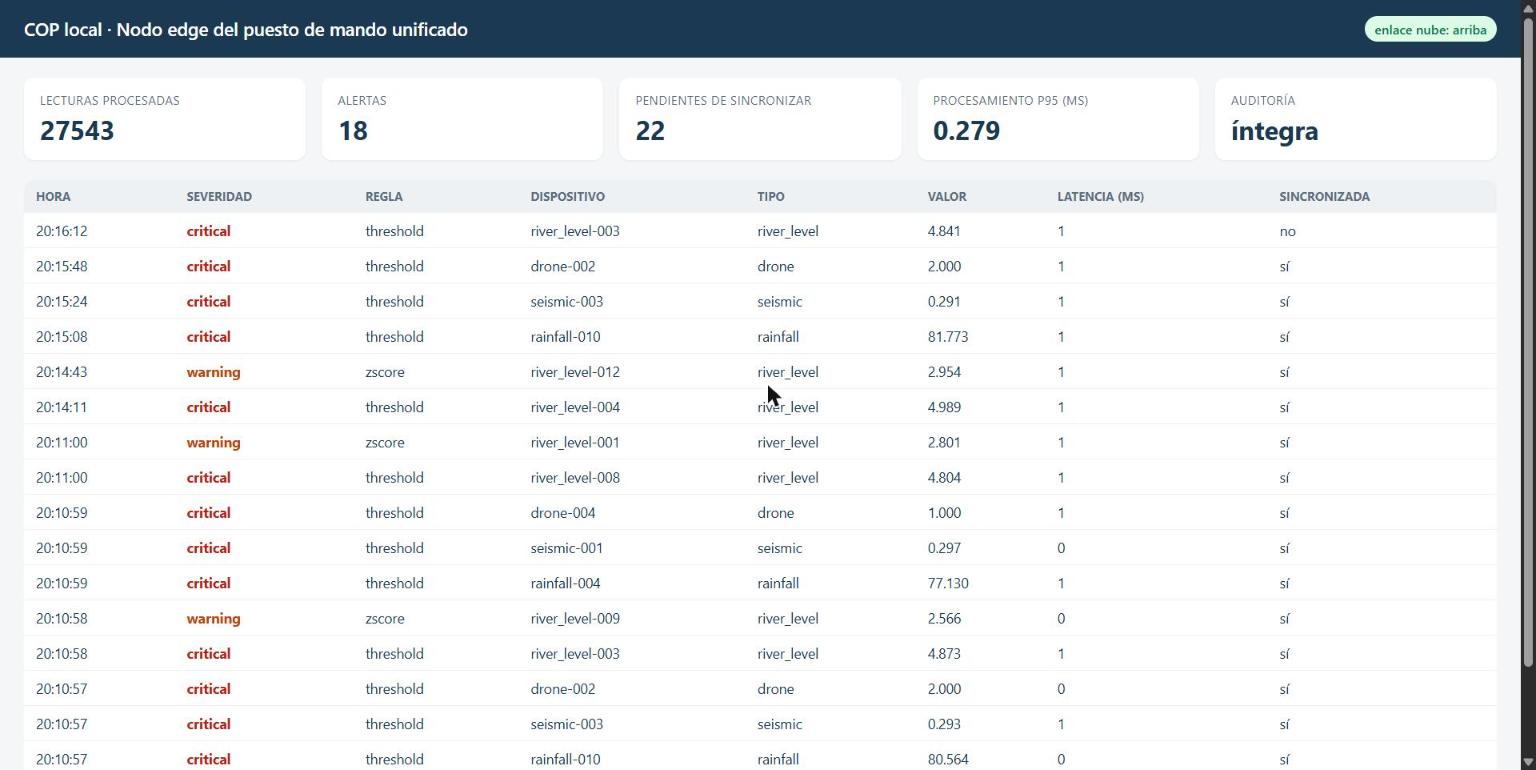 COP local · Nodo edge del puesto de mando unificado
enlace nube: arriba
LECTURAS PROCESADAS
27543
ALERTAS
18
PENDIENTES DE SINCRONIZAR
22
PROCESAMIENTO P95 (MS)
0.279
AUDITORÍA
íntegra
HORA SEVERIDAD REGLA DISPOSITIVO TIPO VALOR LATENCIA (MS) SINCRONIZADA
20:16:12 critical threshold river_level-003 river_level 4.841 1 no
20:15:48 critical threshold drone-002 drone 2.000 1 sí
20:15:24 critical threshold seismic-003 seismic 0.291 1 sí
20:15:08 critical threshold rainfall-010 rainfall 81.773 1 sí
20:14:43 warning zscore river_level-012 river_level 2.954 1 sí
20:14:11 critical threshold river_level-004 river_level 4.989 1 sí
20:11:00 warning zscore river_level-001 river_level 2.801 1 sí
20:11:00 critical threshold river_level-008 river_level 4.804 1 sí
20:10:59 critical threshold drone-004 drone 1.000 1 sí
20:10:59 critical threshold seismic-001 seismic 0.297 0 sí
20:10:59 critical threshold rainfall-004 rainfall 77.130 1 sí
20:10:58 warning zscore river_level-009 river_level 2.566 0 sí
20:10:58 critical threshold river_level-003 river_level 4.873 1 sí
20:10:57 critical threshold drone-002 drone 2.000 0 sí
20:10:57 critical threshold seismic-003 seismic 0.293 1 sí
20:10:57 critical threshold rainfall-010 rainfall 80.564 0 sí